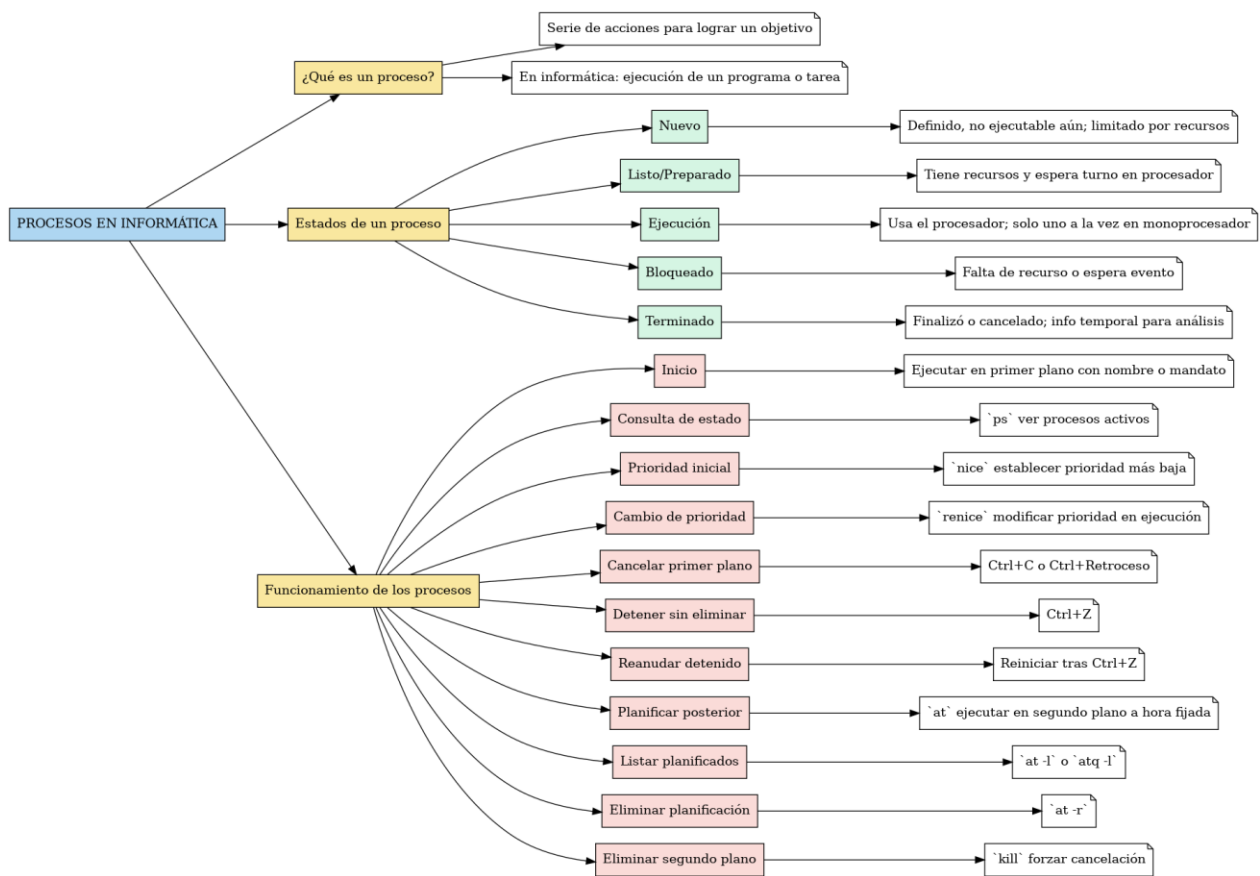 PROCESOS EN INFORMÁTICA
¿Qué es un proceso?
Serie de acciones para lograr un objetivo
En informática: ejecución de un programa o tarea
Estados de un proceso
Nuevo
Definido, no ejecutable aún; limitado por recursos
Listo/Preparado
Tiene recursos y espera turno en procesador
Ejecución
Usa el procesador; solo uno a la vez en monoprocesador
Bloqueado
Falta de recurso o espera evento
Terminado
Finalizó o cancelado; info temporal para análisis
Funcionamiento de los procesos
Inicio
Ejecutar en primer plano con nombre o mandato
Consulta de estado
`ps` ver procesos activos
Prioridad inicial
`nice` establecer prioridad más baja
Cambio de prioridad
`renice` modificar prioridad en ejecución
Cancelar primer plano
Ctrl+C o Ctrl+Retroceso
Detener sin eliminar
Ctrl+Z
Reanudar detenido
Reiniciar tras Ctrl+Z
Planificar posterior
`at` ejecutar en segundo plano a hora fijada
Listar planificados
`at -l` o `atq -l`
Eliminar planificación
`at -r`
Eliminar segundo plano
`kill` forzar cancelación